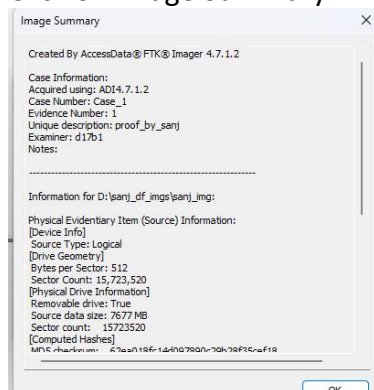 Image Summary
Created By AccessData® FTK® Imager 4.7.1.2
Case Information:
Acquired using: ADI4.7.1.2
Case Number: Case_1
Evidence Number: 1
Unique description: proof_by_sanj
Examiner: d17b1
Notes:
--------------------------------------------------------------
Information for D:\sanj_df_imgs\sanj_img:
Physical Evidentiary Item (Source) Information:
[Device Info]
Source Type: Logical
[Drive Geometry]
Bytes per Sector: 512
Sector Count: 15,723,520
[Physical Drive Information]
Removable drive: True
Source data size: 7677 MB
Sector count: 15723520
[Computed Hashes]
MD5 checksum: 62ea018fc14d097890c29b28f35cef18
OK